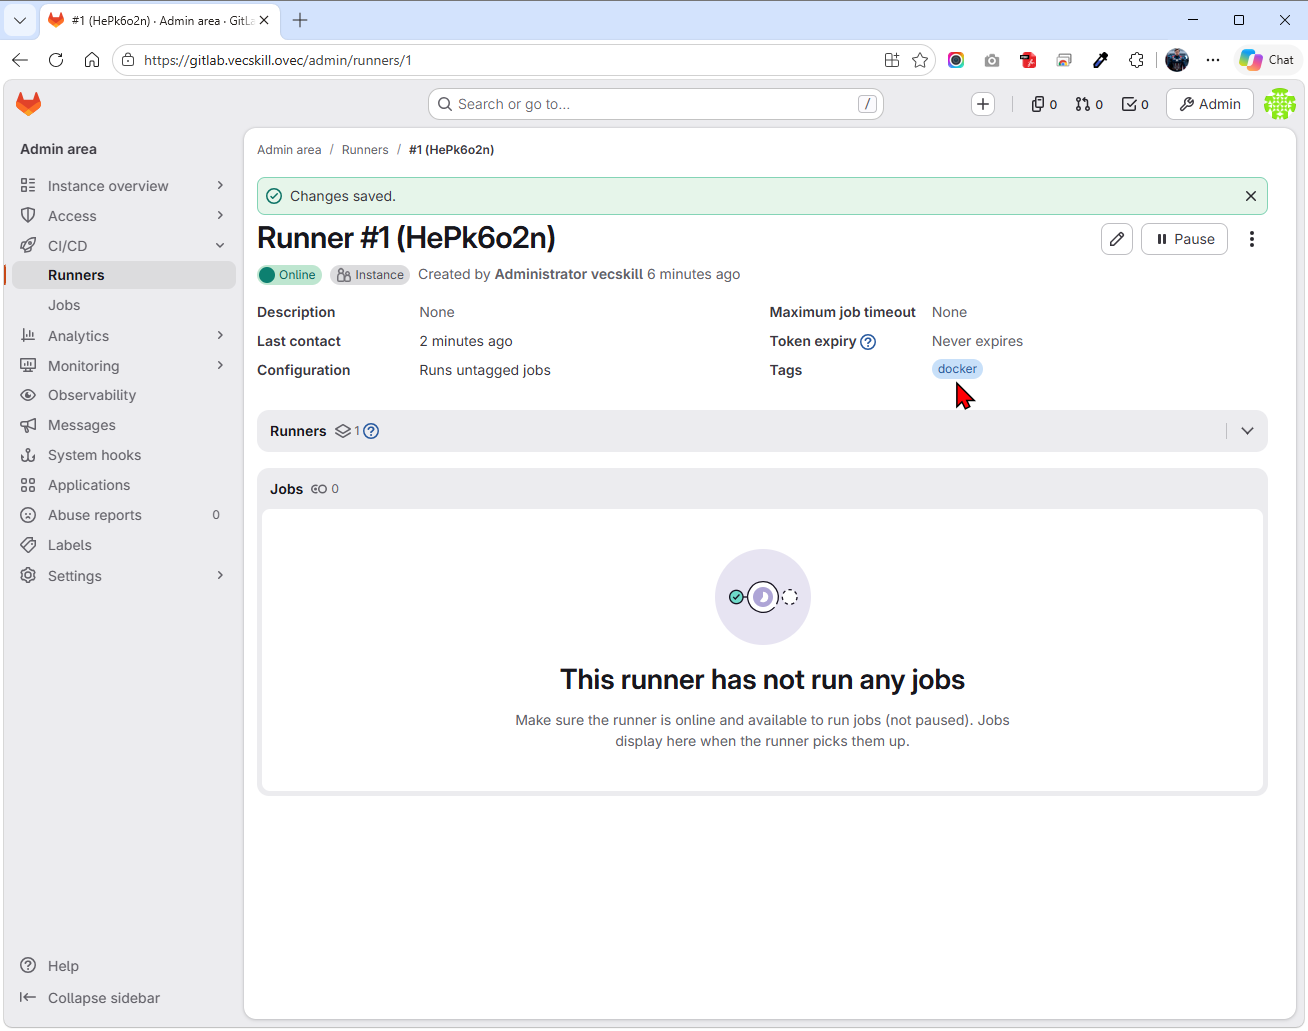 #1 (HePk6o2n) · Admin area · GitLa
https://gitlab.vecskill.ovec/admin/runners/1
Chat
Search or go to...
/
0
0
0
Admin
Admin area
Instance overview
Access
CI/CD
Runners
Jobs
Analytics
Monitoring
Observability
Messages
System hooks
Applications
Abuse reports 0
Labels
Settings
Help
Collapse sidebar
Admin area / Runners / #1 (HePk6o2n)
Changes saved.
Runner #1 (HePk6o2n)
Pause
Online Instance Created by Administrator vecskill 6 minutes ago
Description None
Maximum job timeout None
Last contact 2 minutes ago
Token expiry ? Never expires
Configuration Runs untagged jobs
Tags docker
Runners 1 ?
Jobs 0
This runner has not run any jobs
Make sure the runner is online and available to run jobs (not paused). Jobs
display here when the runner picks them up.